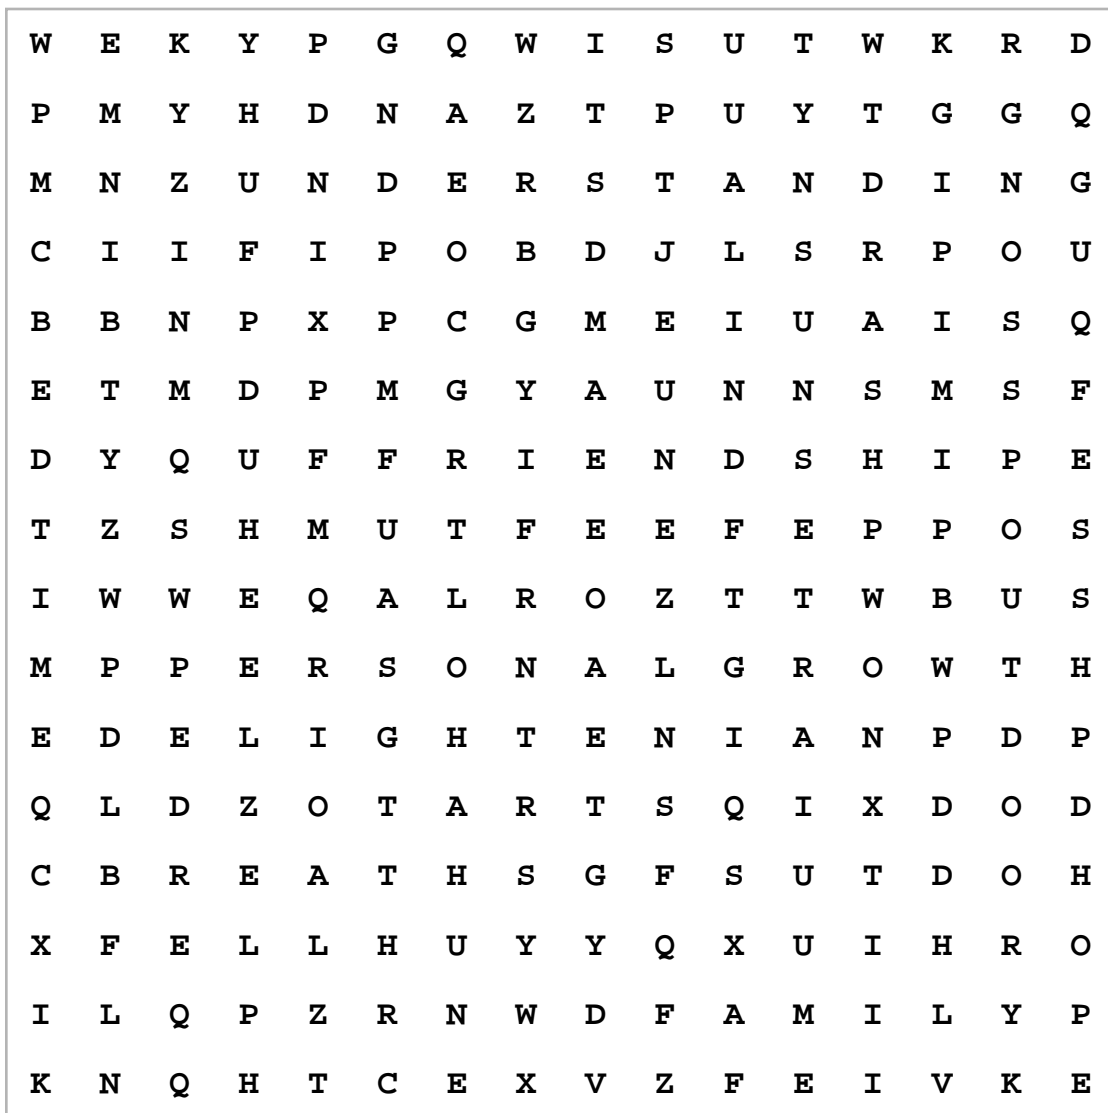 W E K Y P G Q W I S U T W K R D
P M Y H D N A Z T P U Y T G G Q
M N Z U N D E R S T A N D I N G
C I I F I P O B D J L S R P O U
B B N P X P C G M E I U A I S Q
E T M D P M G Y A U N N S M S F
D Y Q U F F R I E N D S H I P E
T Z S H M U T F E E F E P P O S
I W W E Q A L R O Z T T W B U S
M P P E R S O N A L G R O W T H
E D E L I G H T E N I A N P D P
Q L D Z O T A R T S Q I X D O D
C B R E A T H S G F S U T D O H
X F E L L H U Y Y Q X U I H R O
I L Q P Z R N W D F A M I L Y P
K N Q H T C E X V Z F E I V K E